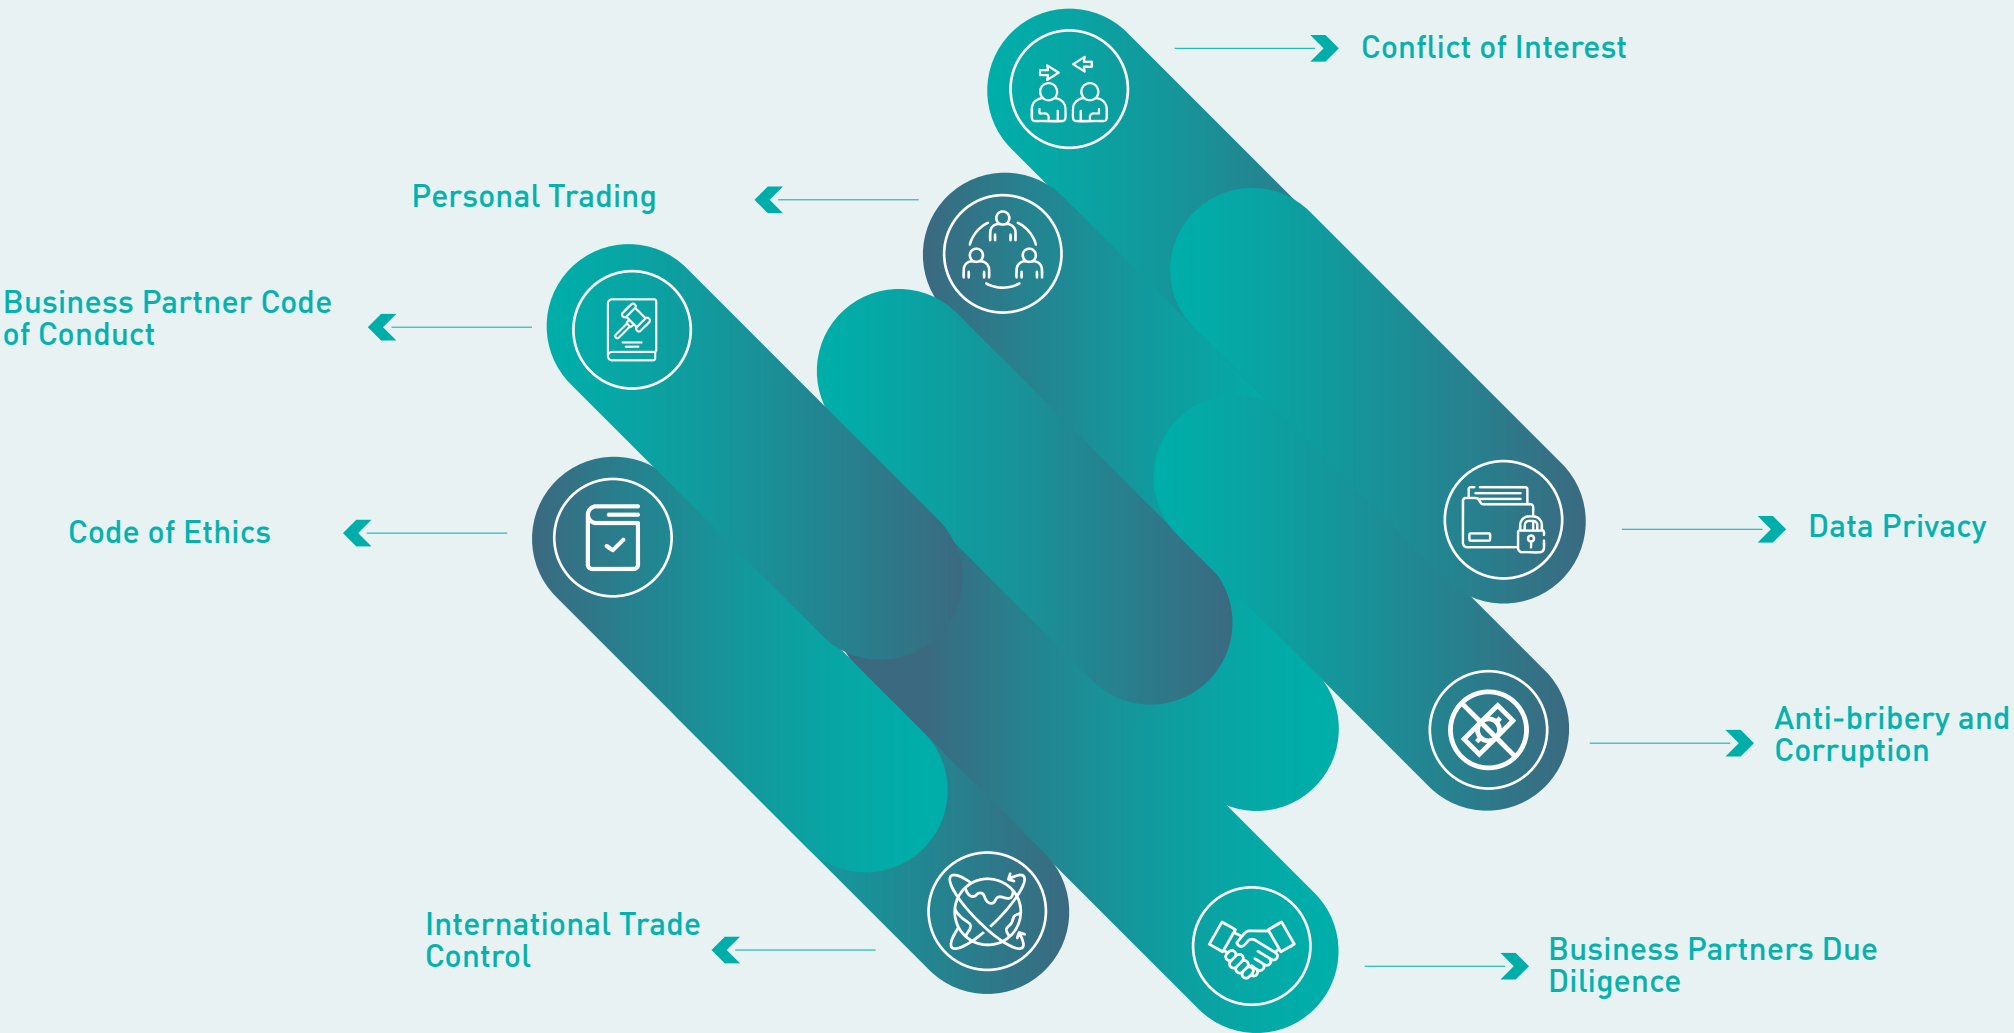 Conflict of Interest
Personal Trading
Business Partner Code
of Conduct
Code of Ethics
Data Privacy
Anti-bribery and
Corruption
International Trade
Control
Business Partners Due
Diligence